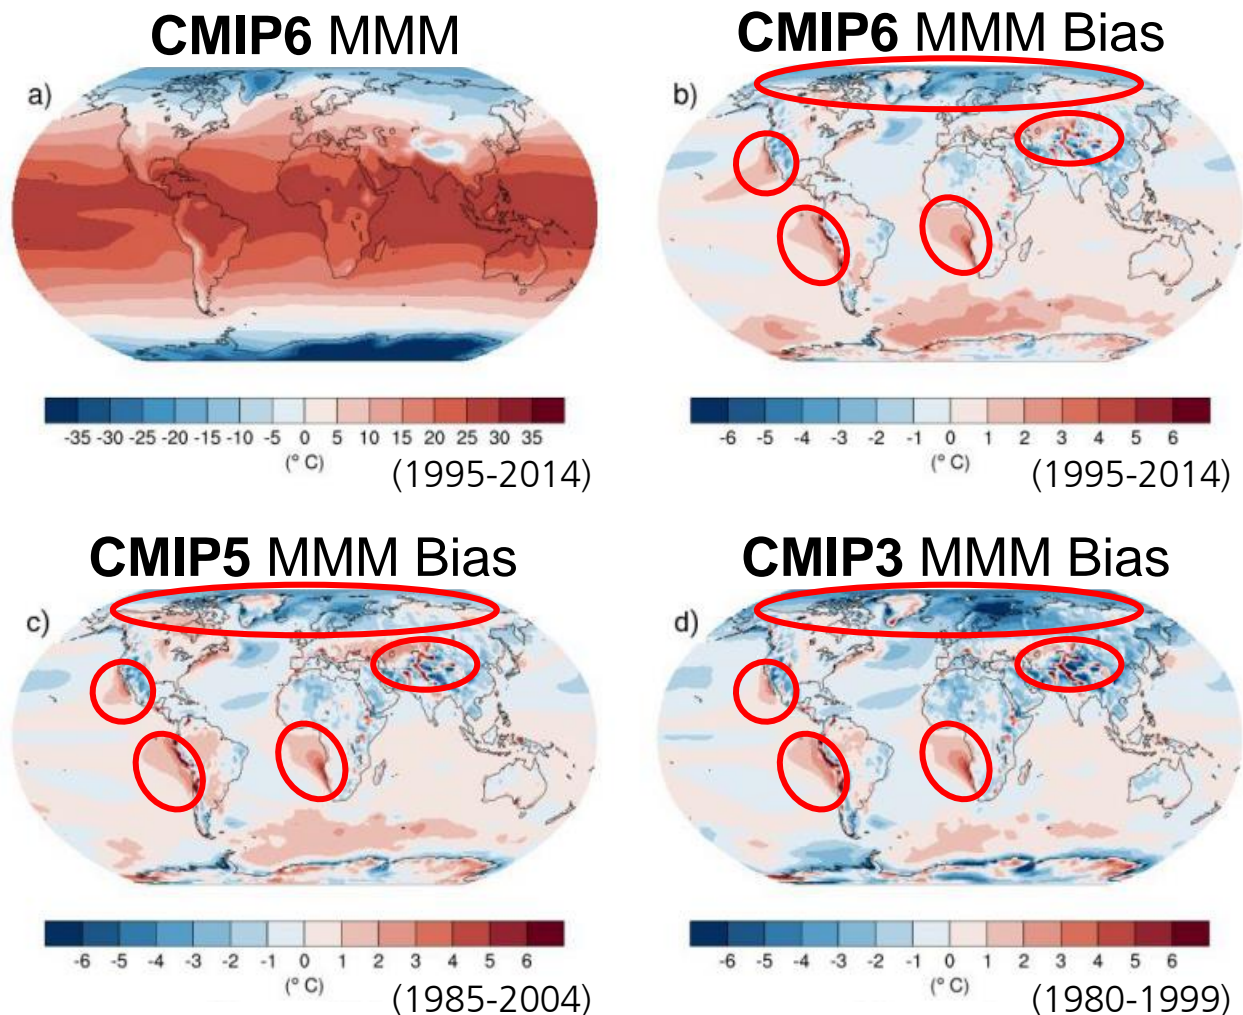 CMIP6 MMM
a)
-35 -30 -25 -20 -15 -10 -5 0 5 10 15 20 25 30 35
(° C)
(1995-2014)
CMIP6 MMM Bias
b)
-6 -5 -4 -3 -2 -1 0 1 2 3 4 5 6
(° C)
(1995-2014)
CMIP5 MMM Bias
c)
-6 -5 -4 -3 -2 -1 0 1 2 3 4 5 6
(° C)
(1985-2004)
CMIP3 MMM Bias
d)
-6 -5 -4 -3 -2 -1 0 1 2 3 4 5 6
(° C)
(1980-1999)